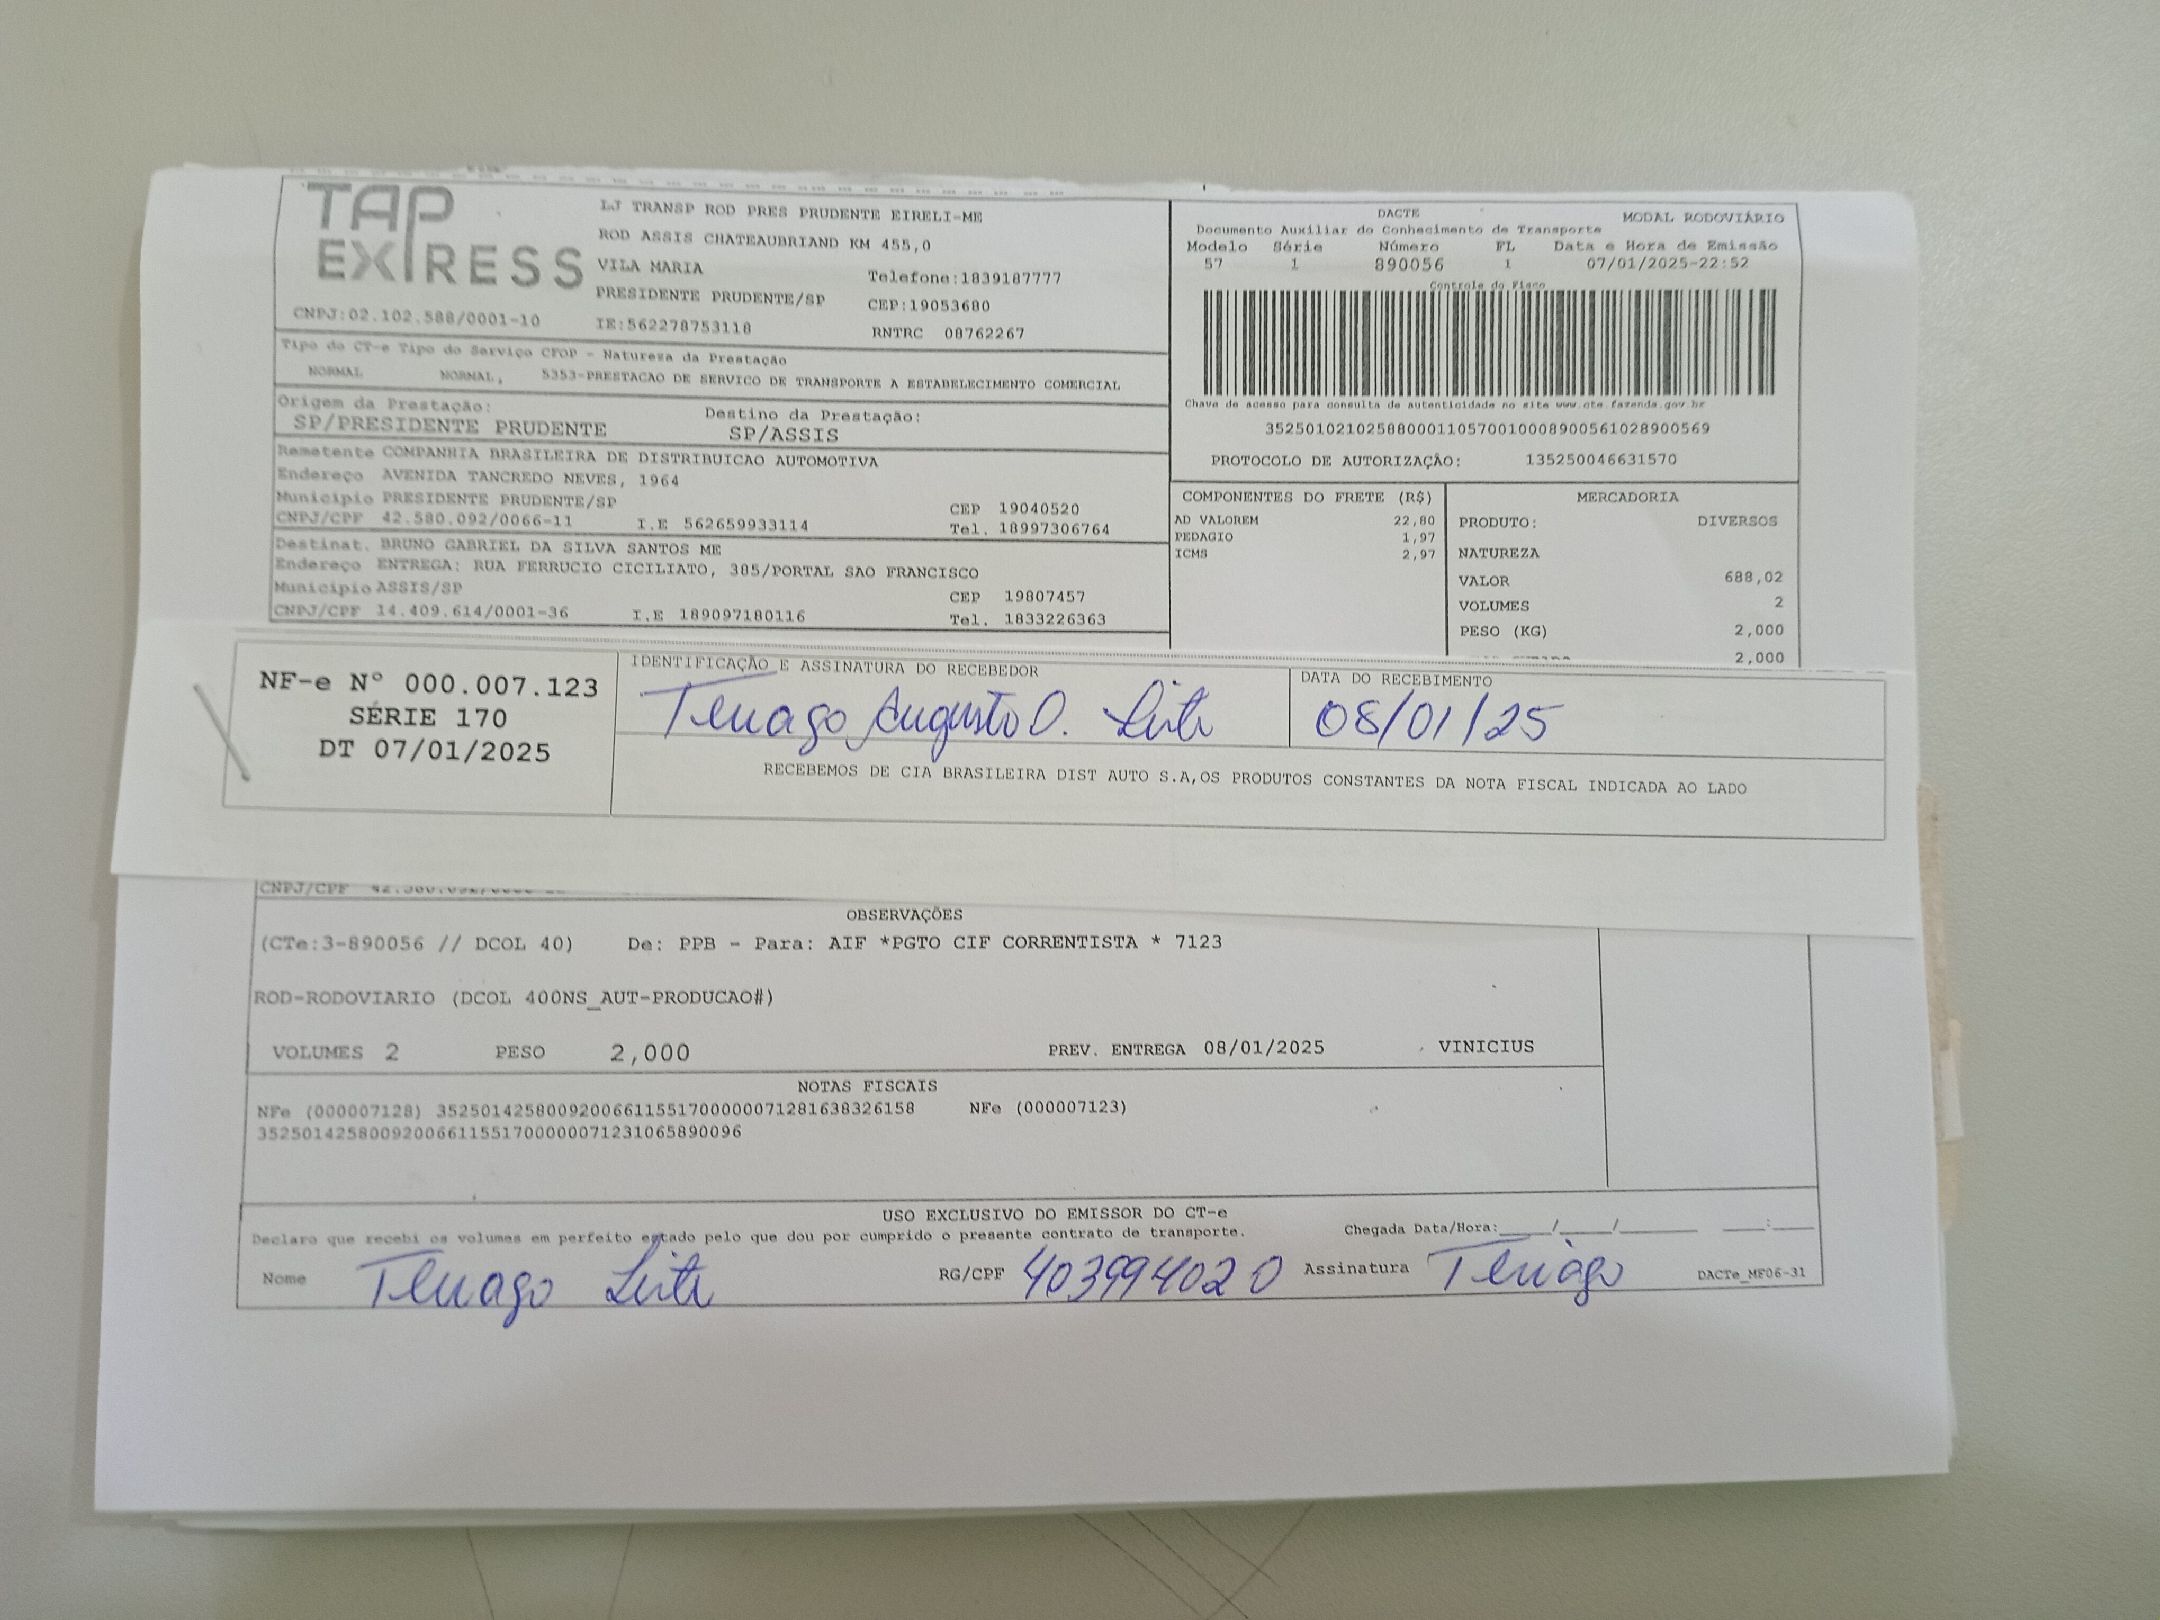 TAP EXPRESS
LJ TRANSP ROD PRES PRUDENTE EIRELI-ME
ROD ASSIS CHATEAUBRIAND KM 455,0
VILA MARIA
Telefone:1839187777
PRESIDENTE PRUDENTE/SP
CEP:19053680
CNPJ:02.102.588/0001-10
IE:562278753118
RNTRC 08762267
DACTE
MODAL RODOVIÁRIO
Documento Auxiliar do Conhecimento de Transporte
Modelo Série Número FL Data e Hora de Emissão
57 1 890056 1 07/01/2025-22:52
Controle do Fisco
Chave de acesso para consulta de autenticidade no site www.cte.fazenda.gov.br
35250102102588000110570010008900561028900569
PROTOCOLO DE AUTORIZAÇÃO: 135250046631570
Tipo do CT-e Tipo do Serviço CFOP - Natureza da Prestação
NORMAL NORMAL, 5353-PRESTACAO DE SERVICO DE TRANSPORTE A ESTABELECIMENTO COMERCIAL
Origem da Prestação: Destino da Prestação:
SP/PRESIDENTE PRUDENTE SP/ASSIS
Remetente COMPANHIA BRASILEIRA DE DISTRIBUICAO AUTOMOTIVA
Endereço AVENIDA TANCREDO NEVES, 1964
Municipio PRESIDENTE PRUDENTE/SP CEP 19040520
CNPJ/CPF 42.580.092/0066-11 I.E 562659933114 Tel. 18997306764
Destinat. BRUNO GABRIEL DA SILVA SANTOS ME
Endereço ENTREGA: RUA FERRUCIO CICILIATO, 385/PORTAL SAO FRANCISCO
Municipio ASSIS/SP CEP 19807457
CNPJ/CPF 14.409.614/0001-36 I.E 189097180116 Tel. 1833226363
COMPONENTES DO FRETE (R$)
AD VALOREM 22,80
PEDAGIO 1,97
ICMS 2,97
MERCADORIA
PRODUTO: DIVERSOS
NATUREZA
VALOR 688,02
VOLUMES 2
PESO (KG) 2,000
2,000
NF-e Nº 000.007.123
SÉRIE 170
DT 07/01/2025
IDENTIFICAÇÃO E ASSINATURA DO RECEBEDOR
Thiago Augusto O. Leite
DATA DO RECEBIMENTO
08/01/25
RECEBEMOS DE CIA BRASILEIRA DIST AUTO S.A,OS PRODUTOS CONSTANTES DA NOTA FISCAL INDICADA AO LADO
CNPJ/CPF
OBSERVAÇÕES
(CTe:3-890056 // DCOL 40) De: PPB - Para: AIF *PGTO CIF CORRENTISTA * 7123
ROD-RODOVIARIO (DCOL 400NS_AUT-PRODUCAO#)
VOLUMES 2 PESO 2,000 PREV. ENTREGA 08/01/2025 VINICIUS
NOTAS FISCAIS
NFe (000007128) 35250142580092006611551700000071281638326158 NFe (000007123)
35250142580092006611551700000071231065890096
USO EXCLUSIVO DO EMISSOR DO CT-e
Declaro que recebi os volumes em perfeito estado pelo que dou por cumprido o presente contrato de transporte. Chegada Data/Hora:____/____/______ ____:____
Nome Thiago Leite RG/CPF 403994020 Assinatura Thiago DACTe_MF06-31